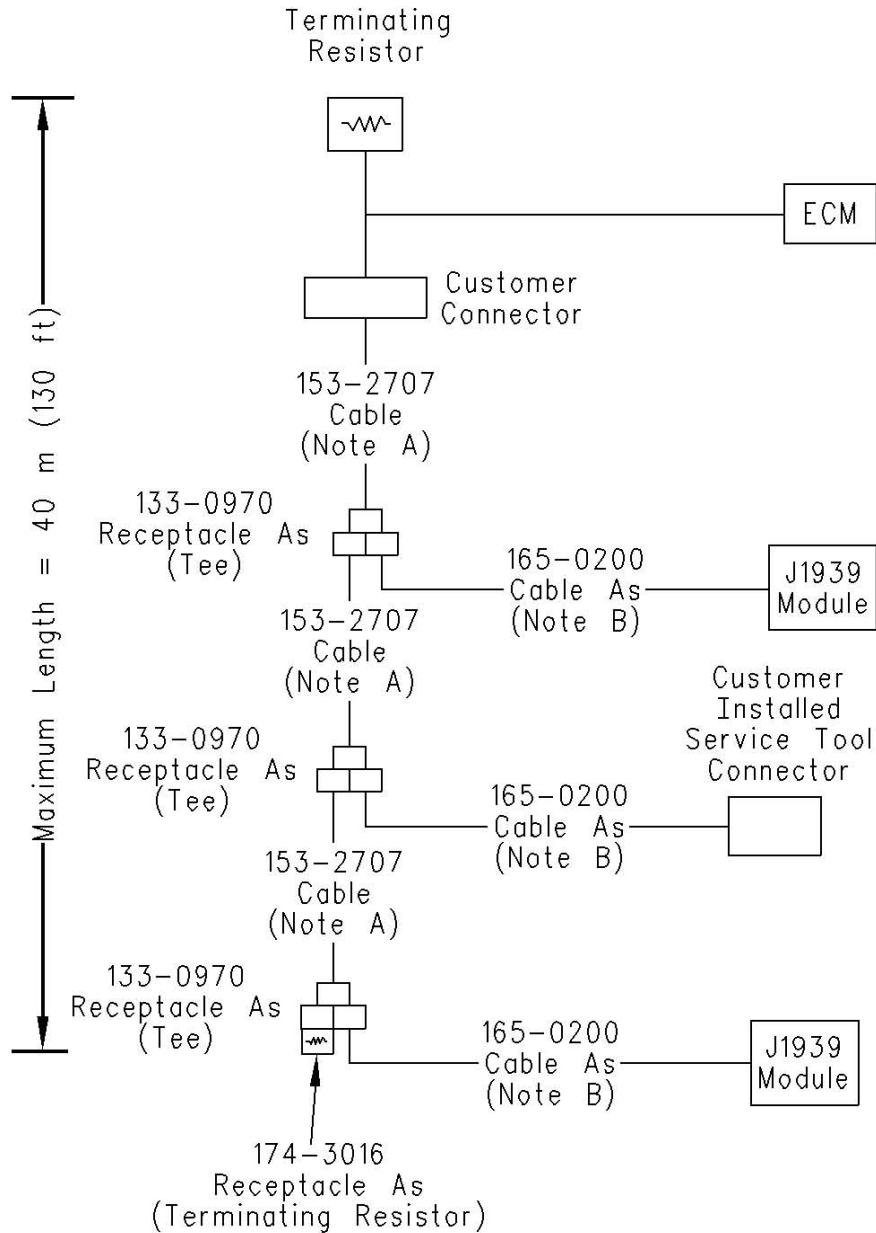 Terminating
Resistor
ECM
Customer
Connector
Maximum Length = 40 m (130 ft)
153-2707
Cable
(Note A)
133-0970
Receptacle As
(Tee)
165-0200
Cable As
(Note B)
J1939
Module
153-2707
Cable
(Note A)
Customer
Installed
Service Tool
Connector
133-0970
Receptacle As
(Tee)
165-0200
Cable As
(Note B)
153-2707
Cable
(Note A)
133-0970
Receptacle As
(Tee)
165-0200
Cable As
(Note B)
J1939
Module
174-3016
Receptacle As
(Terminating Resistor)